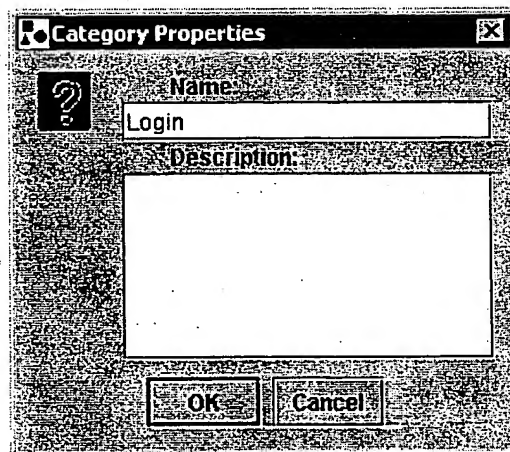 Category Properties
Name:
Login
Description:
OK
Cancel